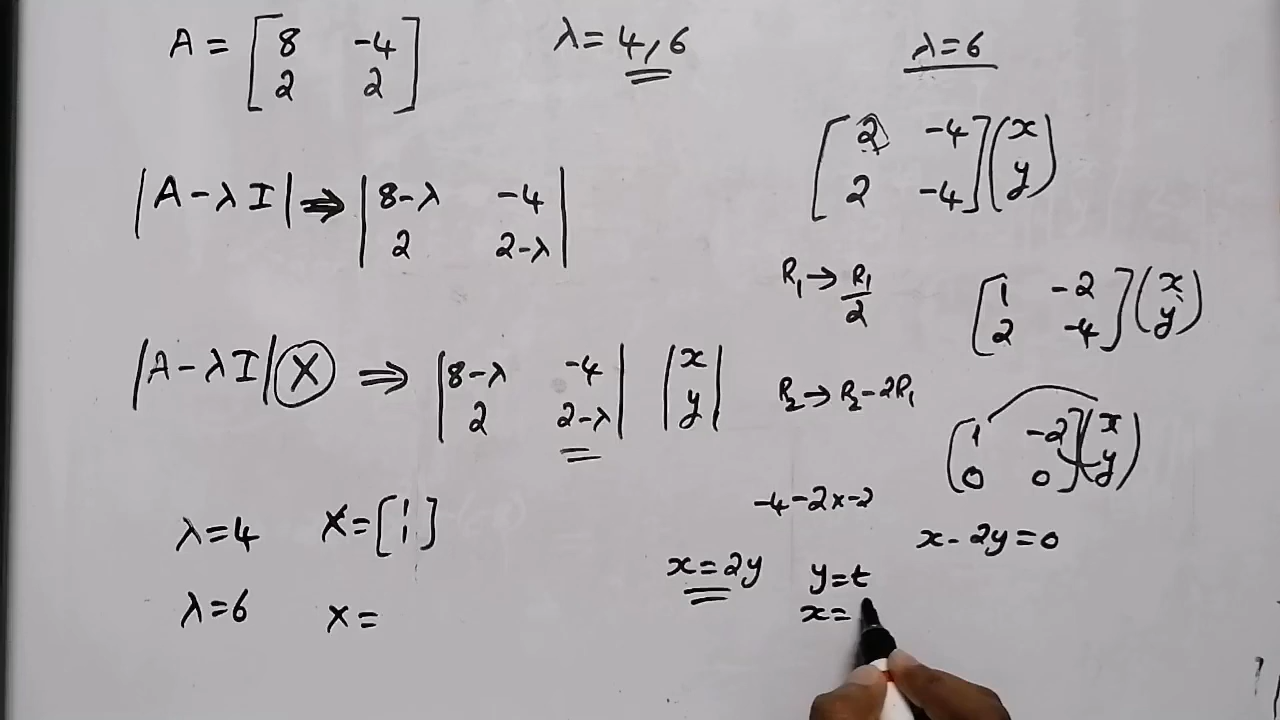 A = [8 -4
2 2]
λ = 4, 6
|A - λI| ⇒ |8-λ -4
2 2-λ|
|A - λI| X ⇒ |8-λ -4
2 2-λ| |x
y|
λ=4 X = [1
1]
λ=6 X =
λ=6
[2 -4
2 -4] (x
y)
R₁ → R₁/2
[1 -2
2 -4] (x
y)
R₂ → R₂ - 2R₁
(1 -2
0 0] (x
y)
-4 - 2x-2
x - 2y = 0
x = 2y
y = t
x =